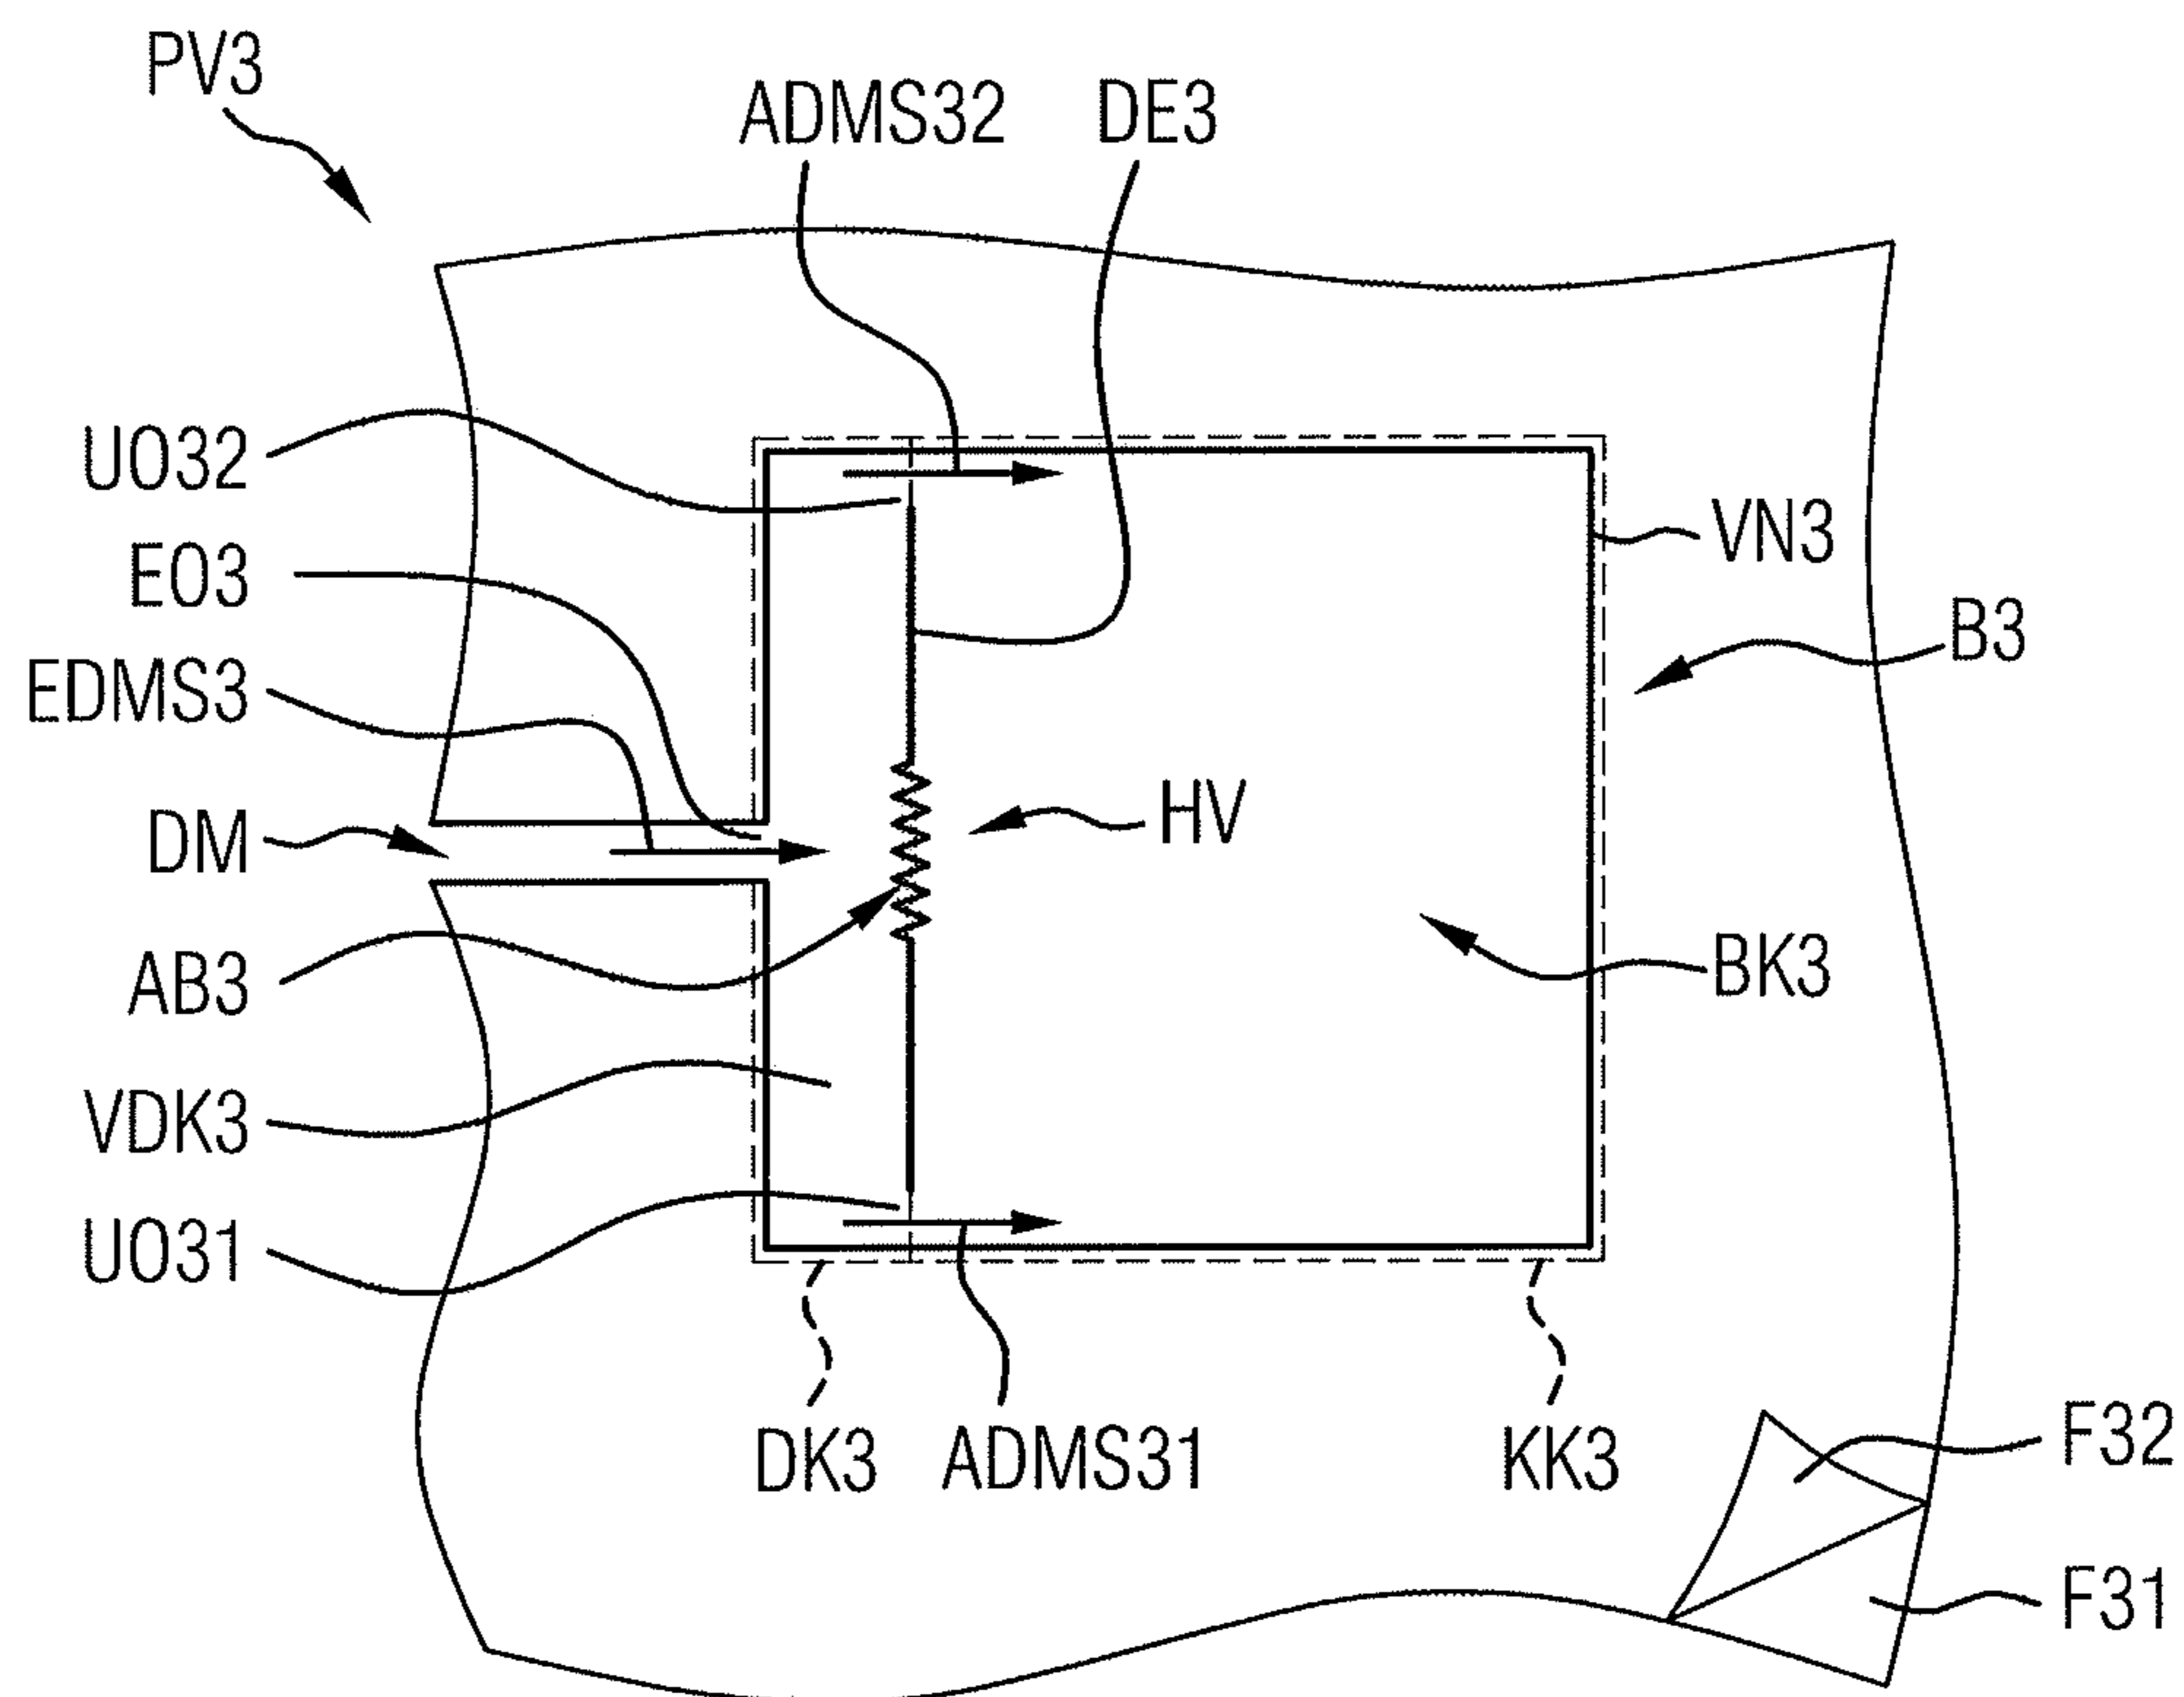 PV3
ADMS32
DE3
UO32
EO3
VN3
B3
EDMS3
DM
HV
AB3
BK3
VDK3
UO31
DK3
ADMS31
KK3
F32
F31